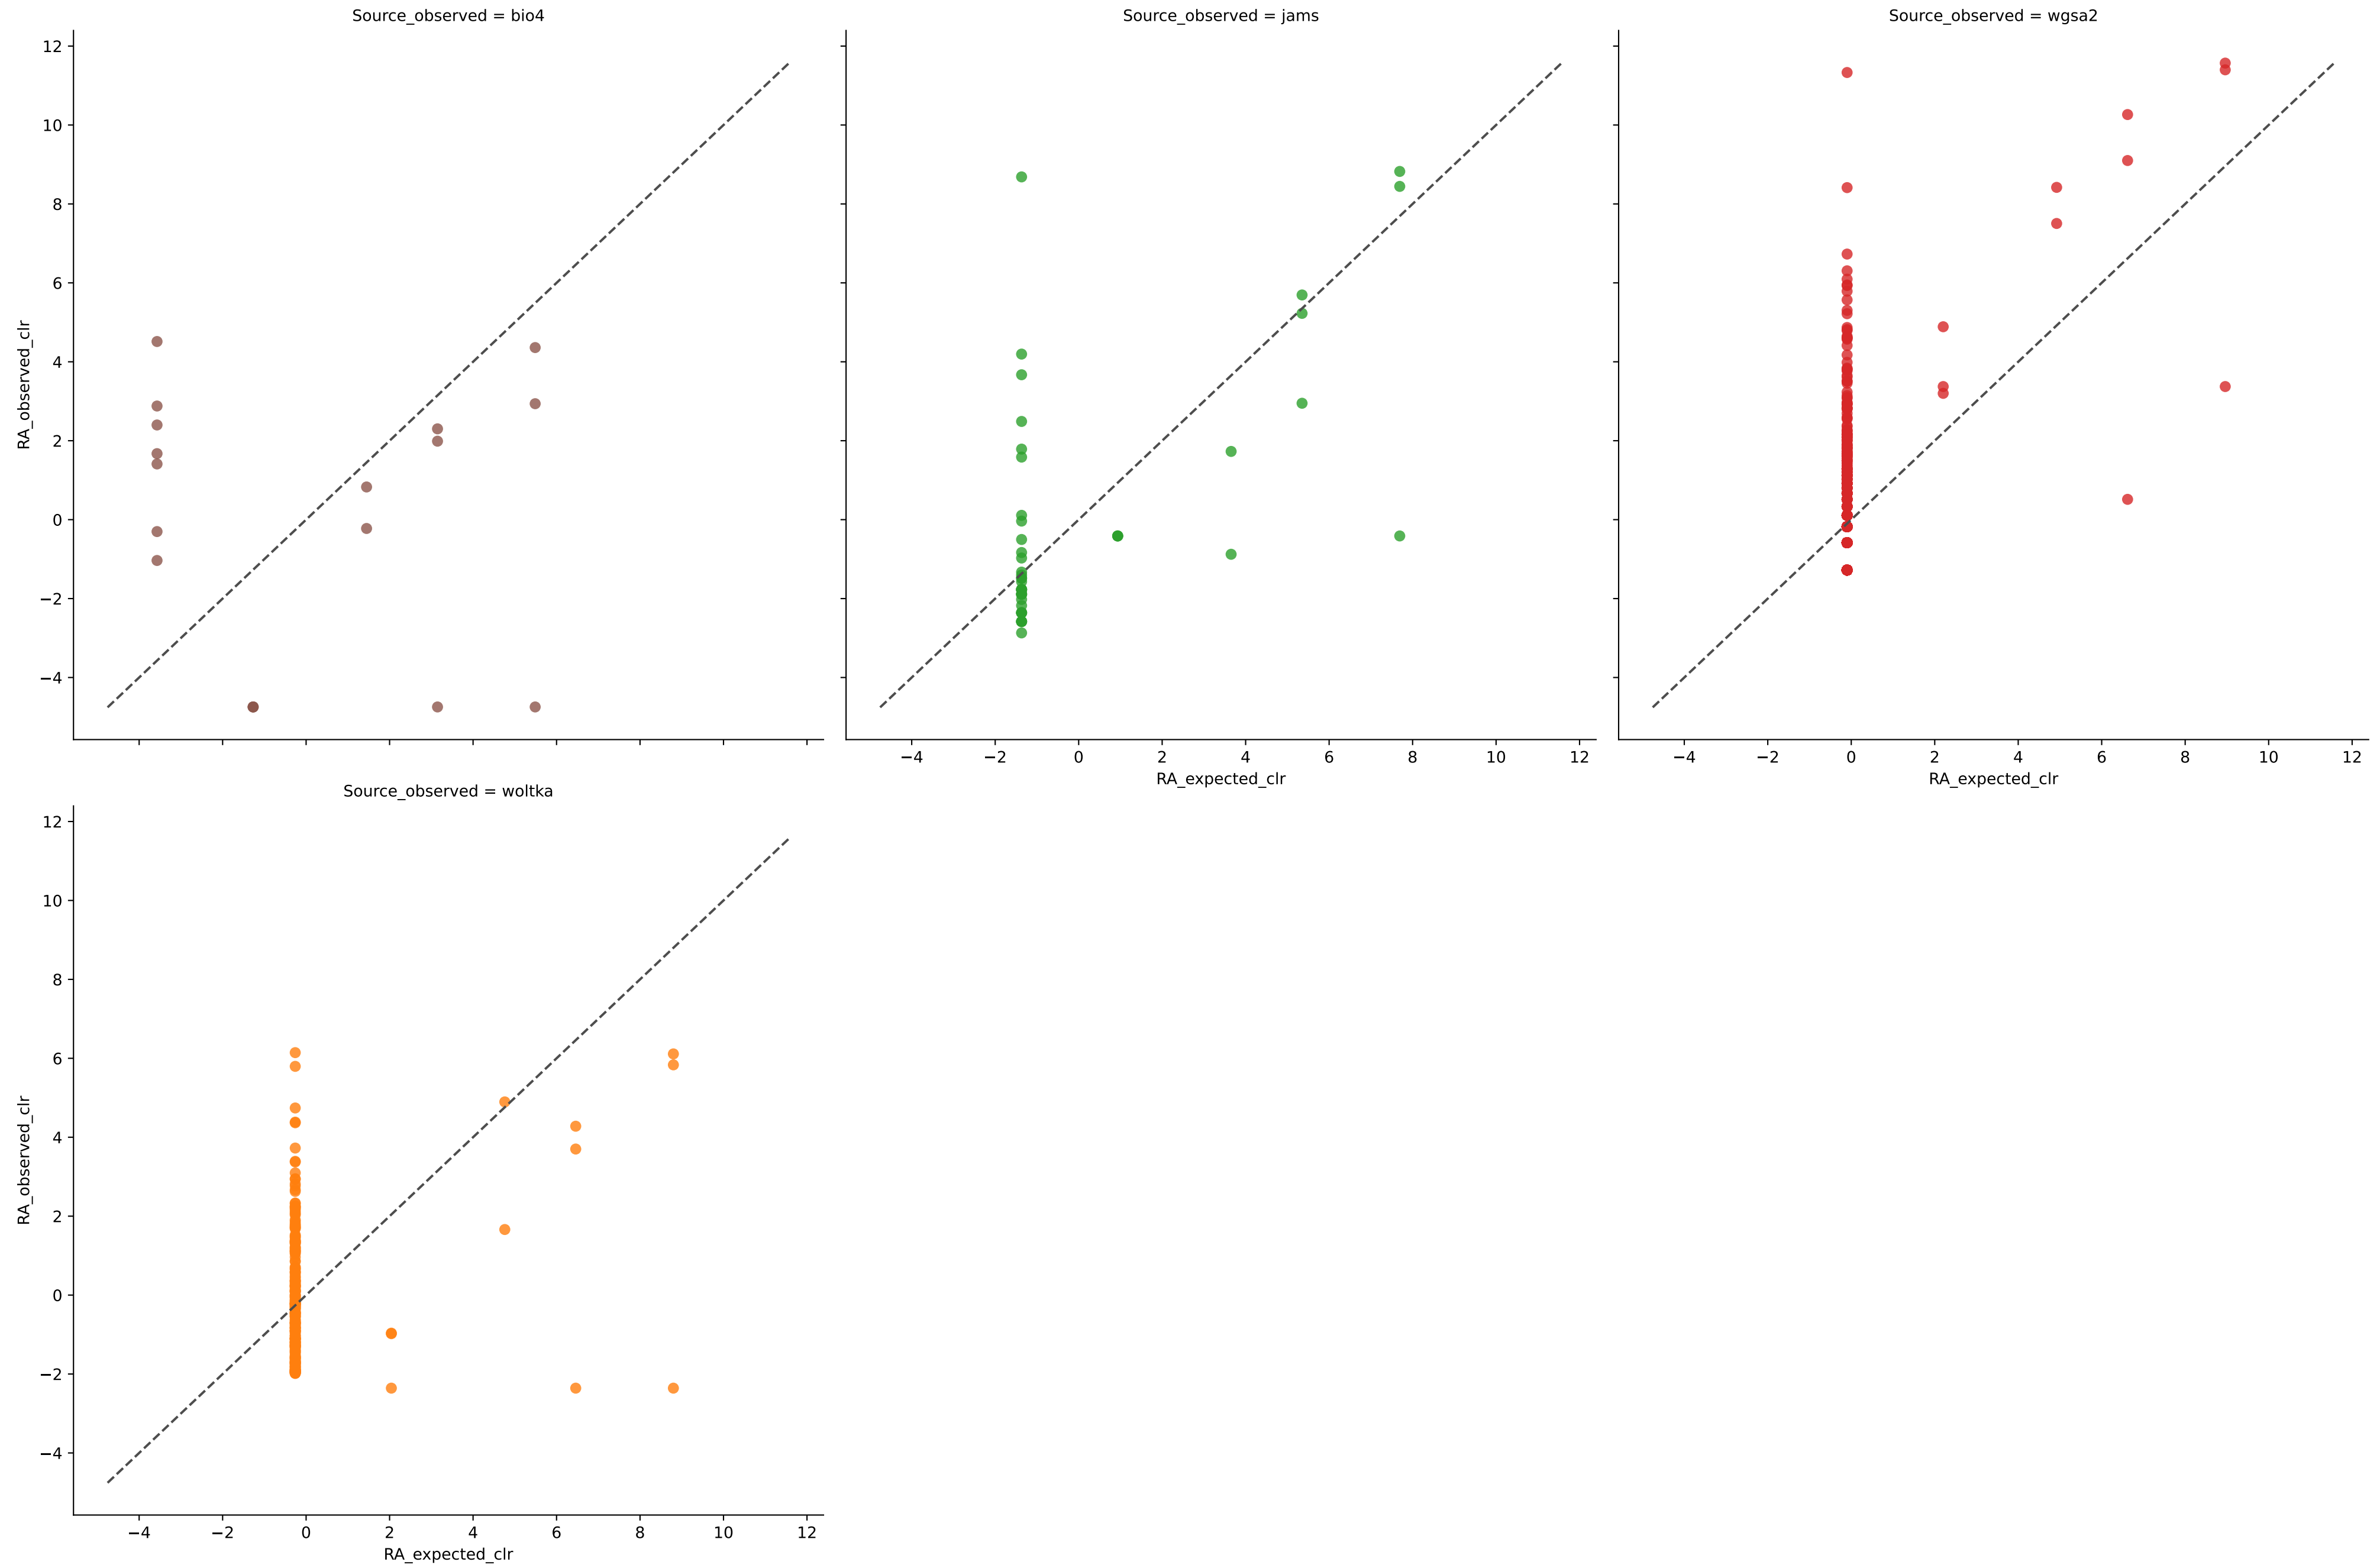 Source_observed = bio4
Source_observed = jams
Source_observed = wgsa2
12
10
8
6
4
2
0
−2
−4
RA_observed_clr
−4 −2 0 2 4 6 8 10 12
RA_expected_clr
−4 −2 0 2 4 6 8 10 12
RA_expected_clr
Source_observed = woltka
12
10
8
6
4
2
0
−2
−4
RA_observed_clr
−4 −2 0 2 4 6 8 10 12
RA_expected_clr